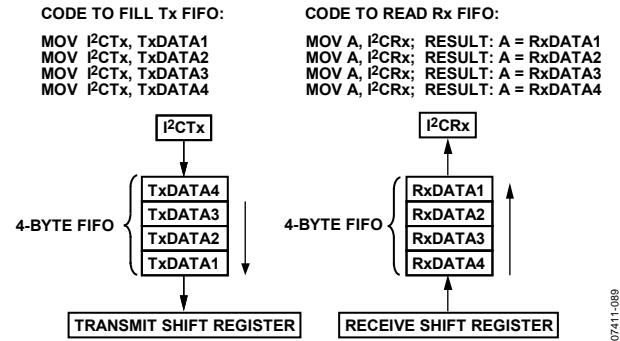 CODE TO FILL Tx FIFO:
MOV I²CTx, TxDATA1
MOV I²CTx, TxDATA2
MOV I²CTx, TxDATA3
MOV I²CTx, TxDATA4
I²CTx
4-BYTE FIFO
TxDATA4
TxDATA3
TxDATA2
TxDATA1
TRANSMIT SHIFT REGISTER
CODE TO READ Rx FIFO:
MOV A, I²CRx; RESULT: A = RxDATA1
MOV A, I²CRx; RESULT: A = RxDATA2
MOV A, I²CRx; RESULT: A = RxDATA3
MOV A, I²CRx; RESULT: A = RxDATA4
I²CRx
4-BYTE FIFO
RxDATA1
RxDATA2
RxDATA3
RxDATA4
RECEIVE SHIFT REGISTER
07411-089